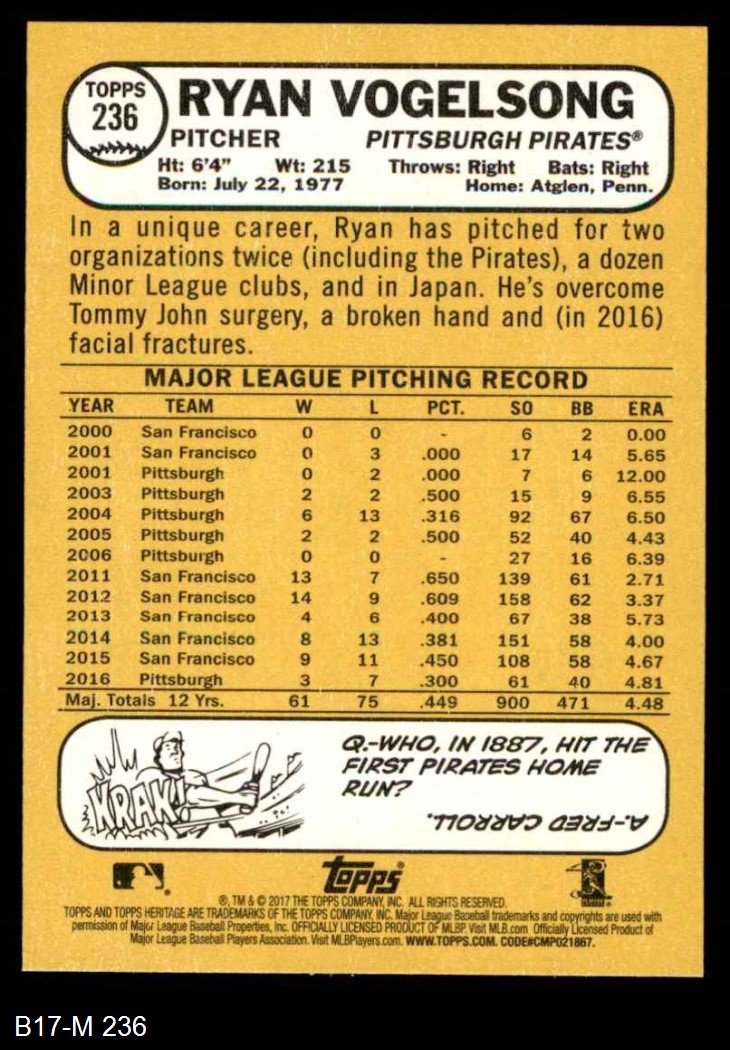 TOPPS
236
RYAN VOGELSONG
PITCHER PITTSBURGH PIRATES®
Ht: 6'4" Wt: 215 Throws: Right Bats: Right
Born: July 22, 1977 Home: Atglen, Penn.
In a unique career, Ryan has pitched for two
organizations twice (including the Pirates), a dozen
Minor League clubs, and in Japan. He's overcome
Tommy John surgery, a broken hand and (in 2016)
facial fractures.
MAJOR LEAGUE PITCHING RECORD
YEAR TEAM W L PCT. SO BB ERA
2000 San Francisco 0 0 - 6 2 0.00
2001 San Francisco 0 3 .000 17 14 5.65
2001 Pittsburgh 0 2 .000 7 6 12.00
2003 Pittsburgh 2 2 .500 15 9 6.55
2004 Pittsburgh 6 13 .316 92 67 6.50
2005 Pittsburgh 2 2 .500 52 40 4.43
2006 Pittsburgh 0 0 - 27 16 6.39
2011 San Francisco 13 7 .650 139 61 2.71
2012 San Francisco 14 9 .609 158 62 3.37
2013 San Francisco 4 6 .400 67 38 5.73
2014 San Francisco 8 13 .381 151 58 4.00
2015 San Francisco 9 11 .450 108 58 4.67
2016 Pittsburgh 3 7 .300 61 40 4.81
Maj. Totals 12 Yrs. 61 75 .449 900 471 4.48
KRAK!
Q.-WHO, IN 1887, HIT THE
FIRST PIRATES HOME
RUN?
A.-FRED CARROLL.
topps®
®, TM & © 2017 THE TOPPS COMPANY, INC. ALL RIGHTS RESERVED.
TOPPS AND TOPPS HERITAGE ARE TRADEMARKS OF THE TOPPS COMPANY, INC. Major League Baseball trademarks and copyrights are used with
permission of Major League Baseball Properties, Inc. OFFICIALLY LICENSED PRODUCT OF MLBP Visit MLB.com Officially Licensed Product of
Major League Baseball Players Association. Visit MLBPlayers.com. WWW.TOPPS.COM. CODE#CMP021867.
B17-M 236